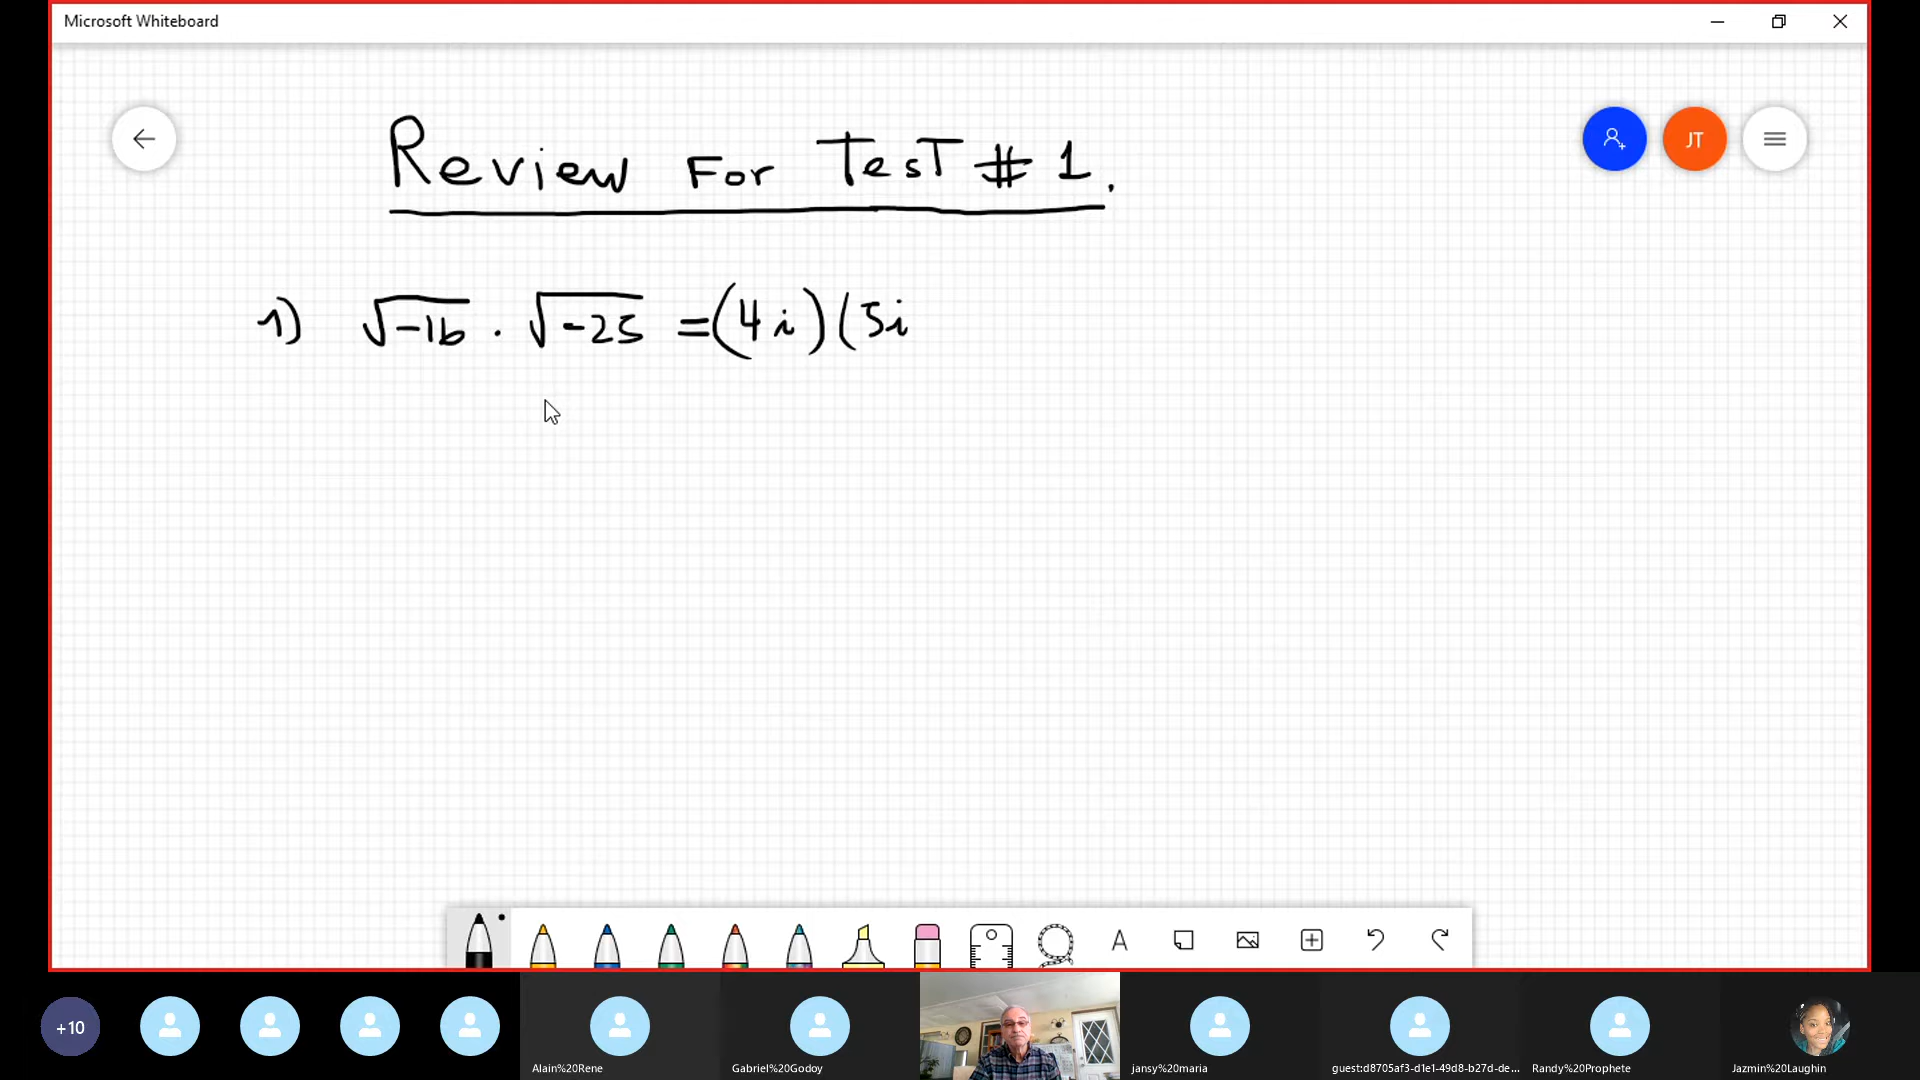 Microsoft Whiteboard
JT
Review For Test # 1.
1) √-16 · √-25 = (4i)(5i
A
+10
Alain%20Rene
Gabriel%20Godoy
jansy%20maria
guest:d8705af3-d1e1-49d8-b27d-de...
Randy%20Prophete
Jazmin%20Laughin